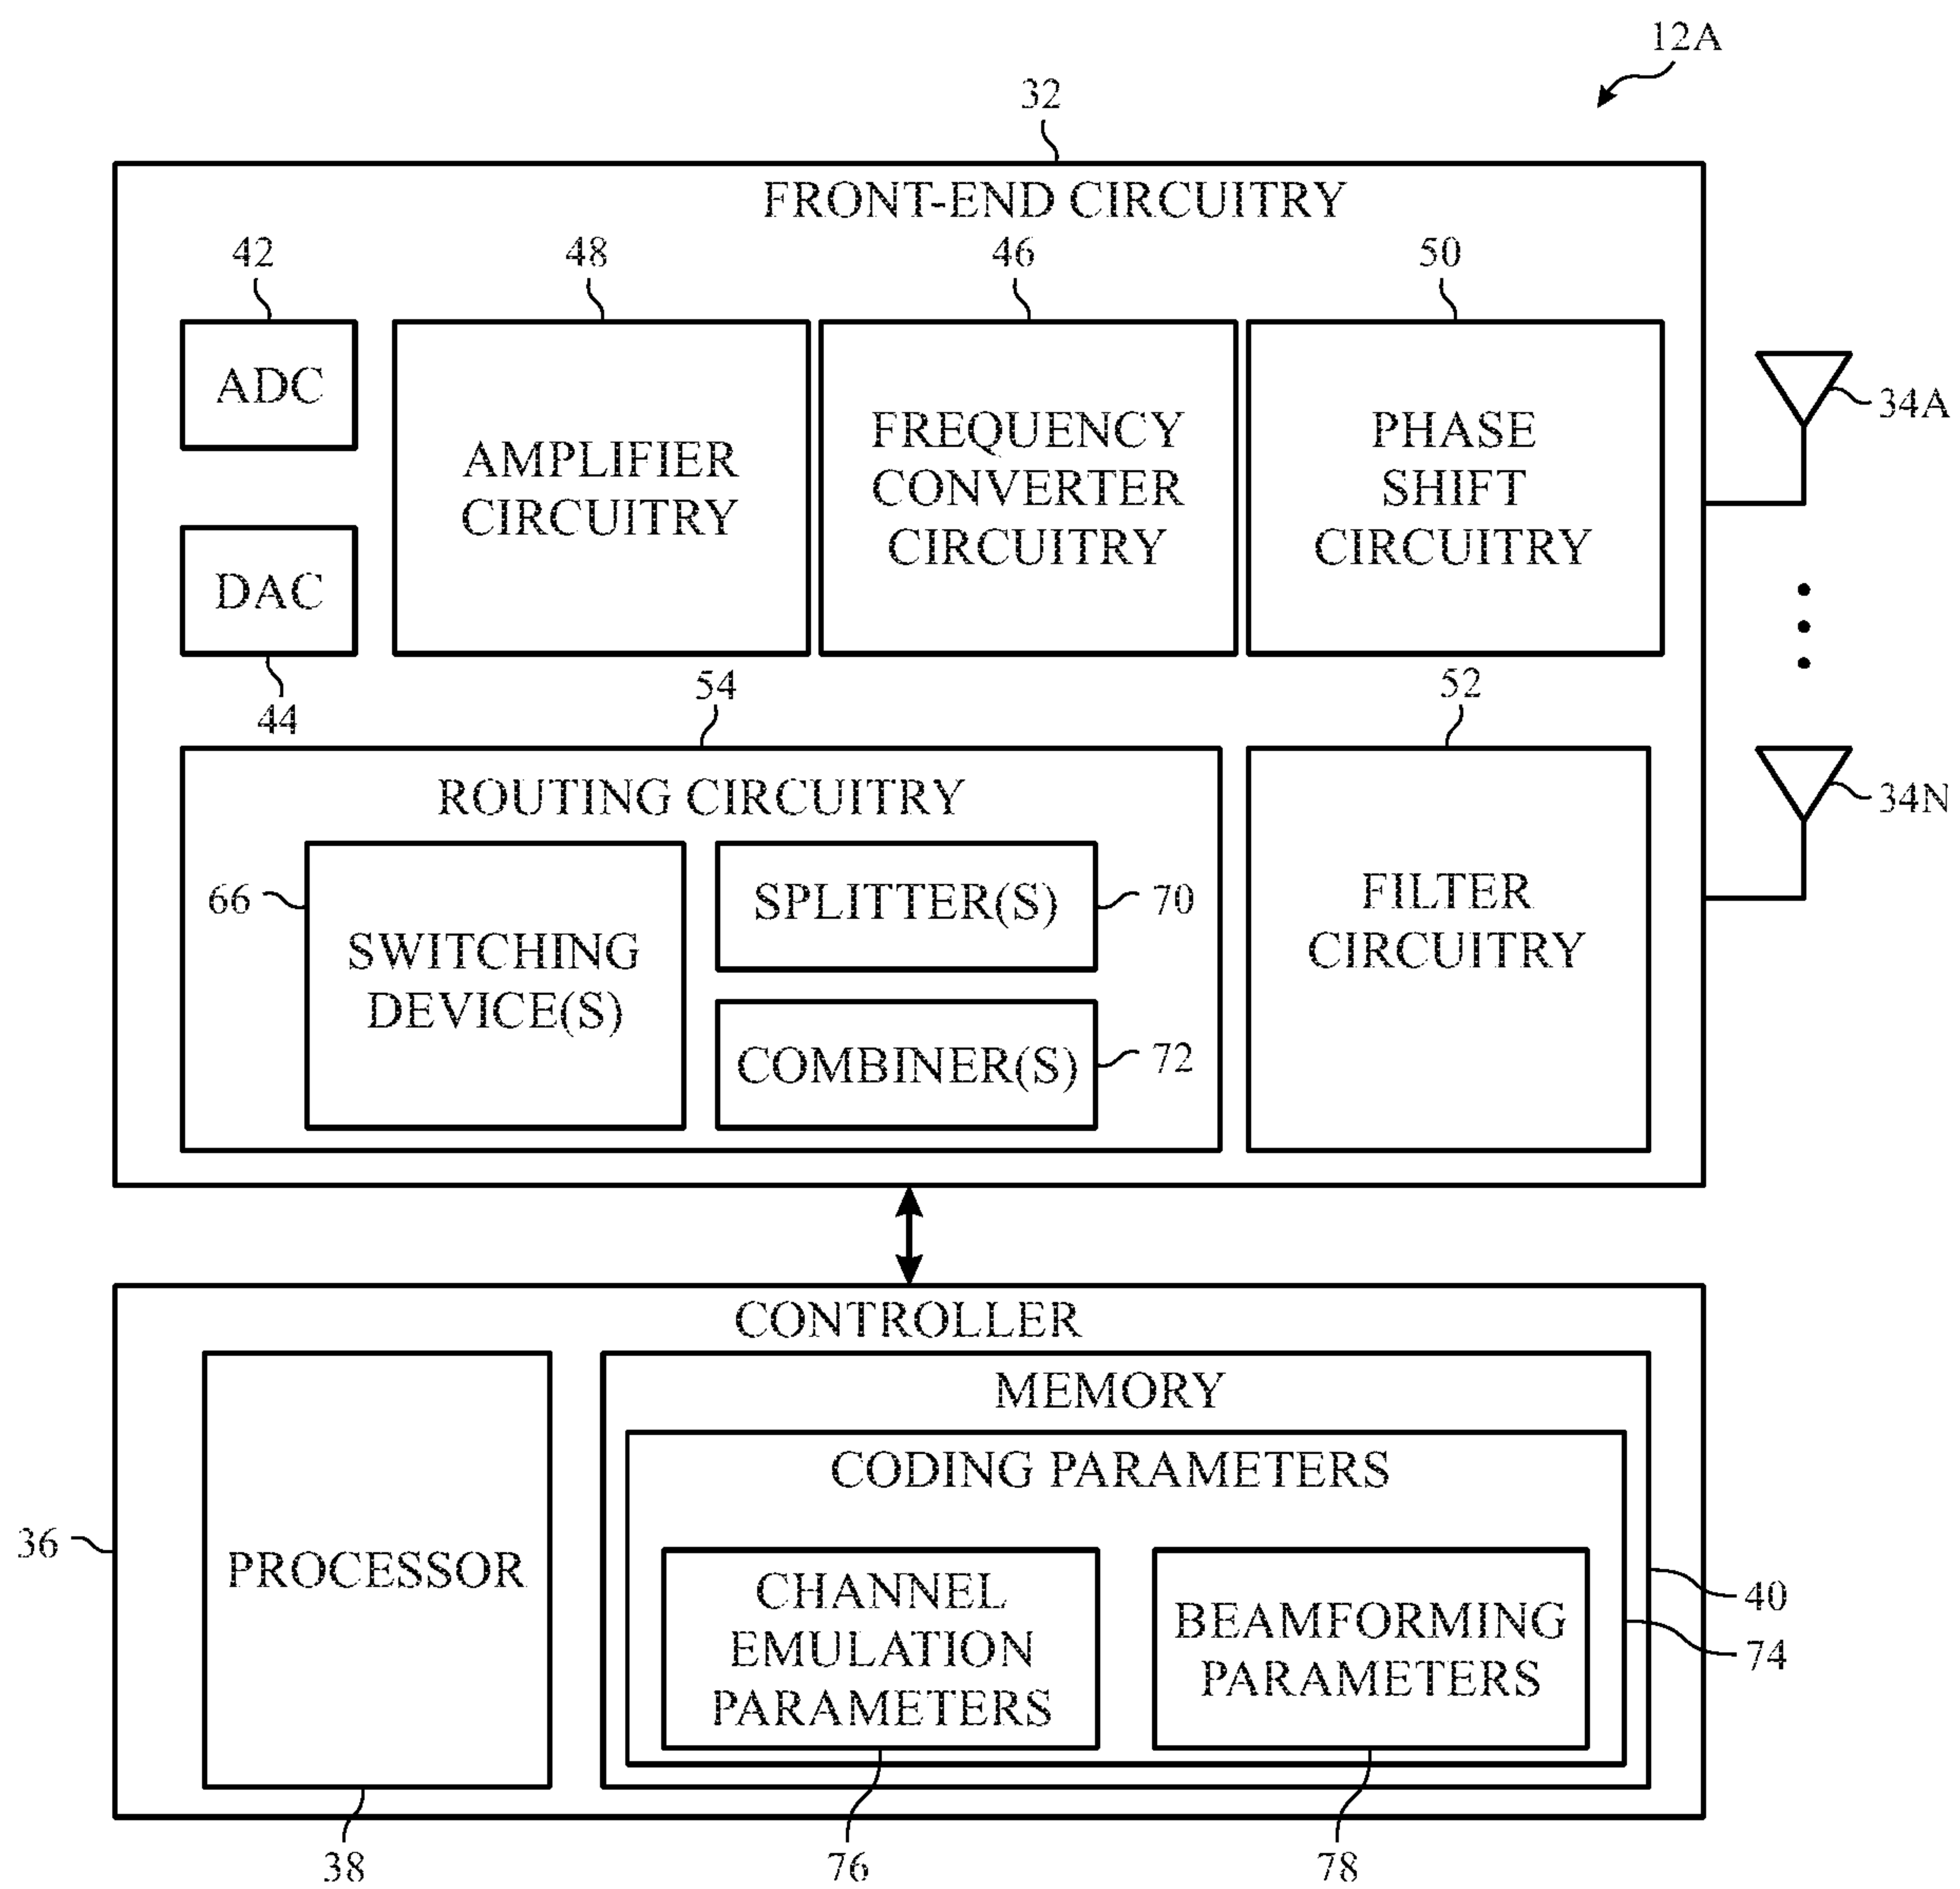 12A
32
FRONT-END CIRCUITRY
42
48
46
50
ADC
AMPLIFIER
CIRCUITRY
FREQUENCY
CONVERTER
CIRCUITRY
PHASE
SHIFT
CIRCUITRY
34A
DAC
44
54
52
ROUTING CIRCUITRY
34N
66
SWITCHING
DEVICE(S)
SPLITTER(S)
70
COMBINER(S)
72
FILTER
CIRCUITRY
CONTROLLER
MEMORY
CODING PARAMETERS
36
PROCESSOR
CHANNEL
EMULATION
PARAMETERS
BEAMFORMING
PARAMETERS
40
74
38
76
78